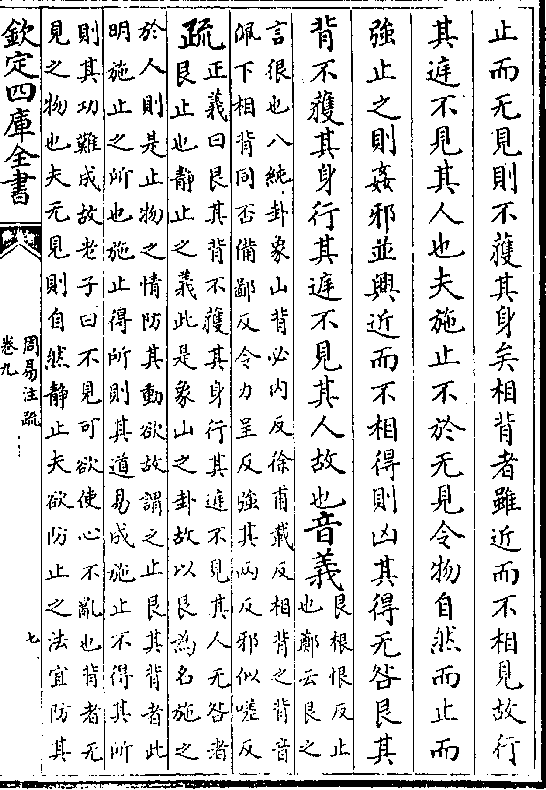 止而无見則不𫉬其身矣相背者雖近而不相見故行
其逰不見其人也夫施止不於无見令物自然而止而
強止之則姦邪並興近而不相得則凶其得无咎艮其
背不𫉬其身行其逰不見其人故也音義
艮根恨反止
也鄭云艮之
言很也八純卦象山背必内反徐甫載反相背之背音
佩下相背同否備鄙反令力呈反強其丙反邪似嗟反
疏
正義曰艮其背不𫉬其身行其逰不見其人无咎者
艮止也静止之義此是象山之卦故以艮為名施之
於人則是止物之情防其動欲故謂之止艮其背者此
明施止之所也施止得所則其道易成施止不得其所
則其功難成故老子曰不見可欲使心不亂也背者无
見之物也夫无見則自然静止夫欲防止之法宜防其
欽定四庫全書
周易注疏
卷九
七